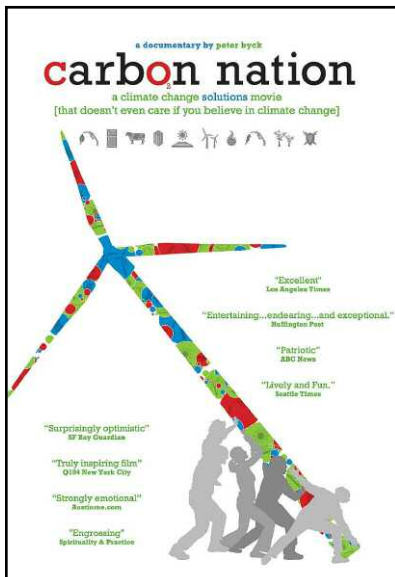 a documentary by peter byck
carbon nation
2
a climate change solutions movie
[that doesn't even care if you believe in climate change]
"Excellent"
Los Angeles Times
"Entertaining...endearing...and exceptional."
Huffington Post
"Patriotic"
ABC News
"Lively and Fun."
Seattle Times
"Surprisingly optimistic"
SF Bay Guardian
"Truly inspiring film"
Q104 New York City
"Strongly emotional"
Austinme.com
"Engrossing"
Spirituality & Practice